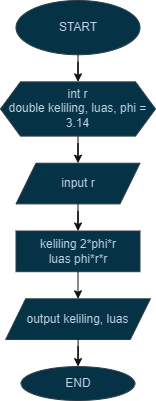 START
int r
double keliling, luas, phi =
3.14
input r
keliling 2*phi*r
luas phi*r*r
output keliling, luas
END